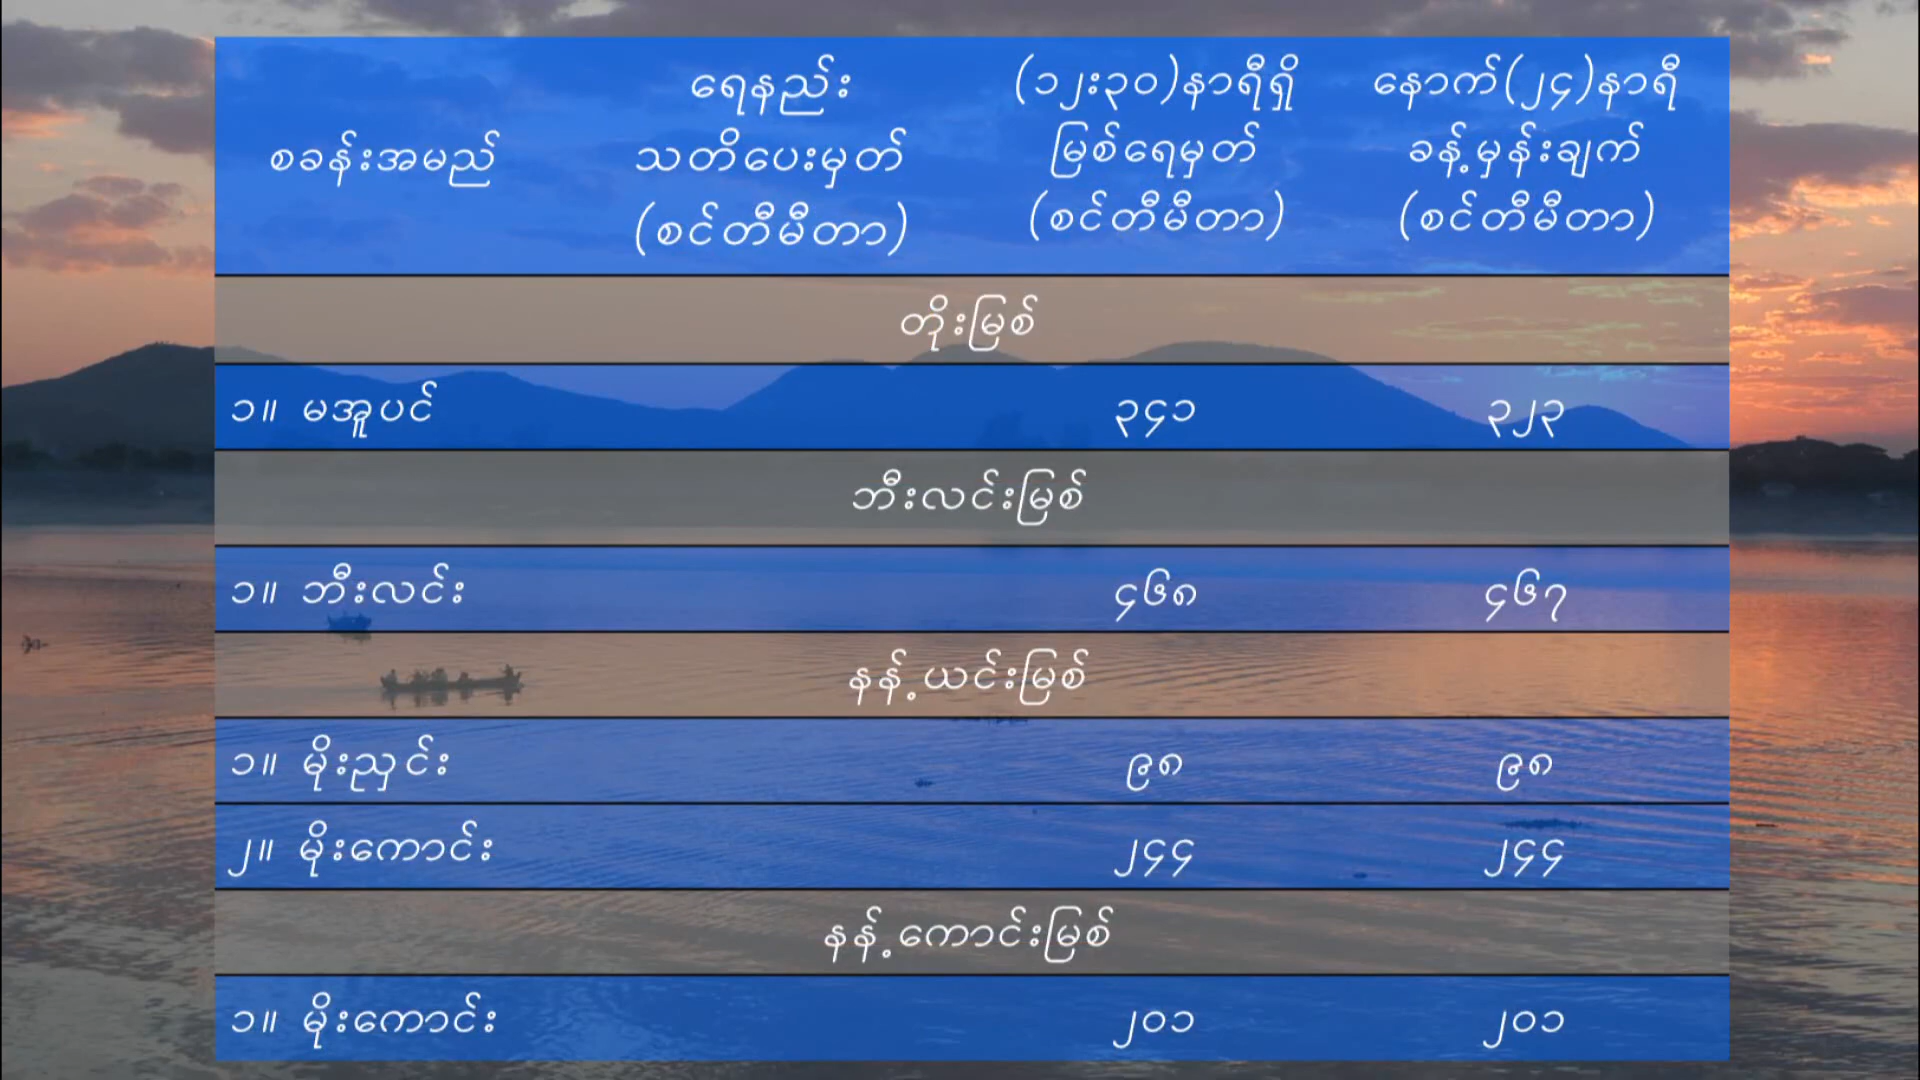 စခန်းအမည်
ရေနည်း
သတိပေးမှတ်
(စင်တီမီတာ)
(၁၂း၃၀)နာရီရှိ
မြစ်ရေမှတ်
(စင်တီမီတာ)
နောက်(၂၄)နာရီ
ခန့်မှန်းချက်
(စင်တီမီတာ)
တိုးမြစ်
၁။ မအူပင် ၃၄၁ ၃၂၃
ဘီးလင်းမြစ်
၁။ ဘီးလင်း ၄၆၈ ၄၆၇
နန့်ယင်းမြစ်
၁။ မိုးညှင်း ၉၈ ၉၈
၂။ မိုးကောင်း ၂၄၄ ၂၄၄
နန့်ကောင်းမြစ်
၁။ မိုးကောင်း ၂၀၁ ၂၀၁